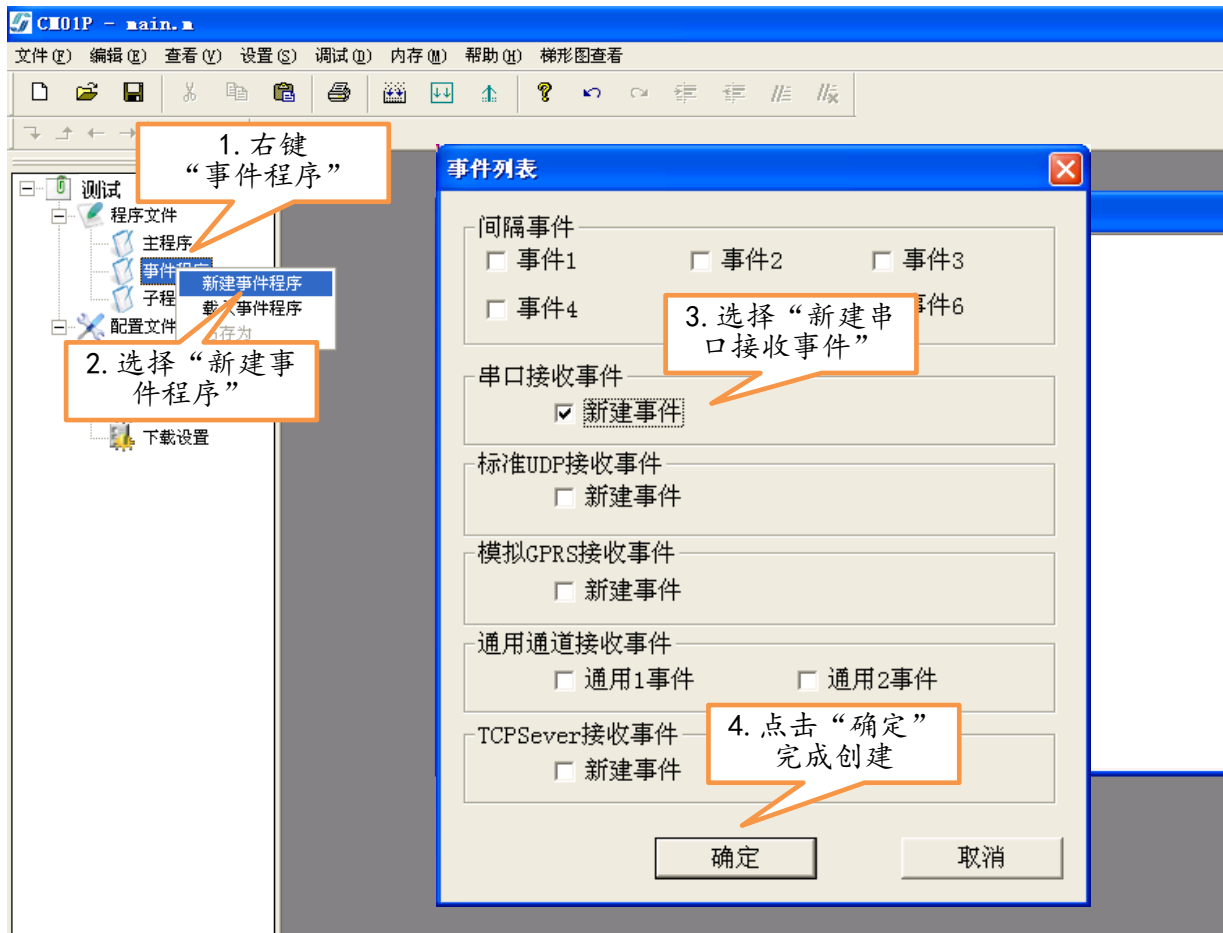 CM01P - main.m
文件(F) 编辑(E) 查看(V) 设置(S) 调试(D) 内存(M) 帮助(H) 梯形图查看
1. 右键
“事件程序”
测试
程序文件
主程序
事件
子程
配置文件
下载设置
新建事件程序
载 事件程序
存为
2. 选择“新建事
件程序”
事件列表
间隔事件
事件1 事件2 事件3
事件4 事件6
3. 选择“新建串
口接收事件”
串口接收事件
新建事件
标准UDP接收事件
新建事件
模拟GPRS接收事件
新建事件
通用通道接收事件
通用1事件 通用2事件
TCPSever接收事件
新建事件
4. 点击“确定”
完成创建
确定 取消